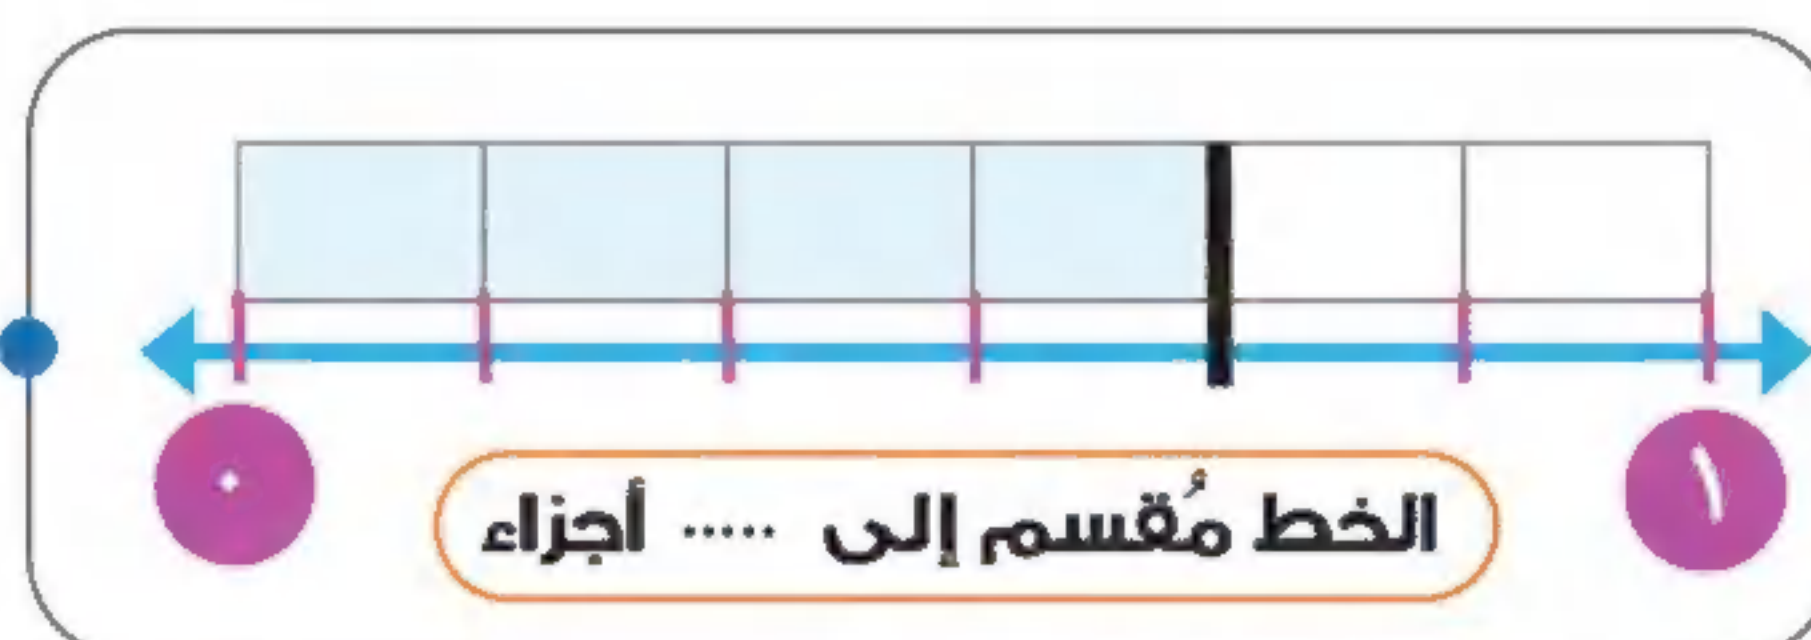 ٠
١
الخط مُقسم إلى ..... أجزاء